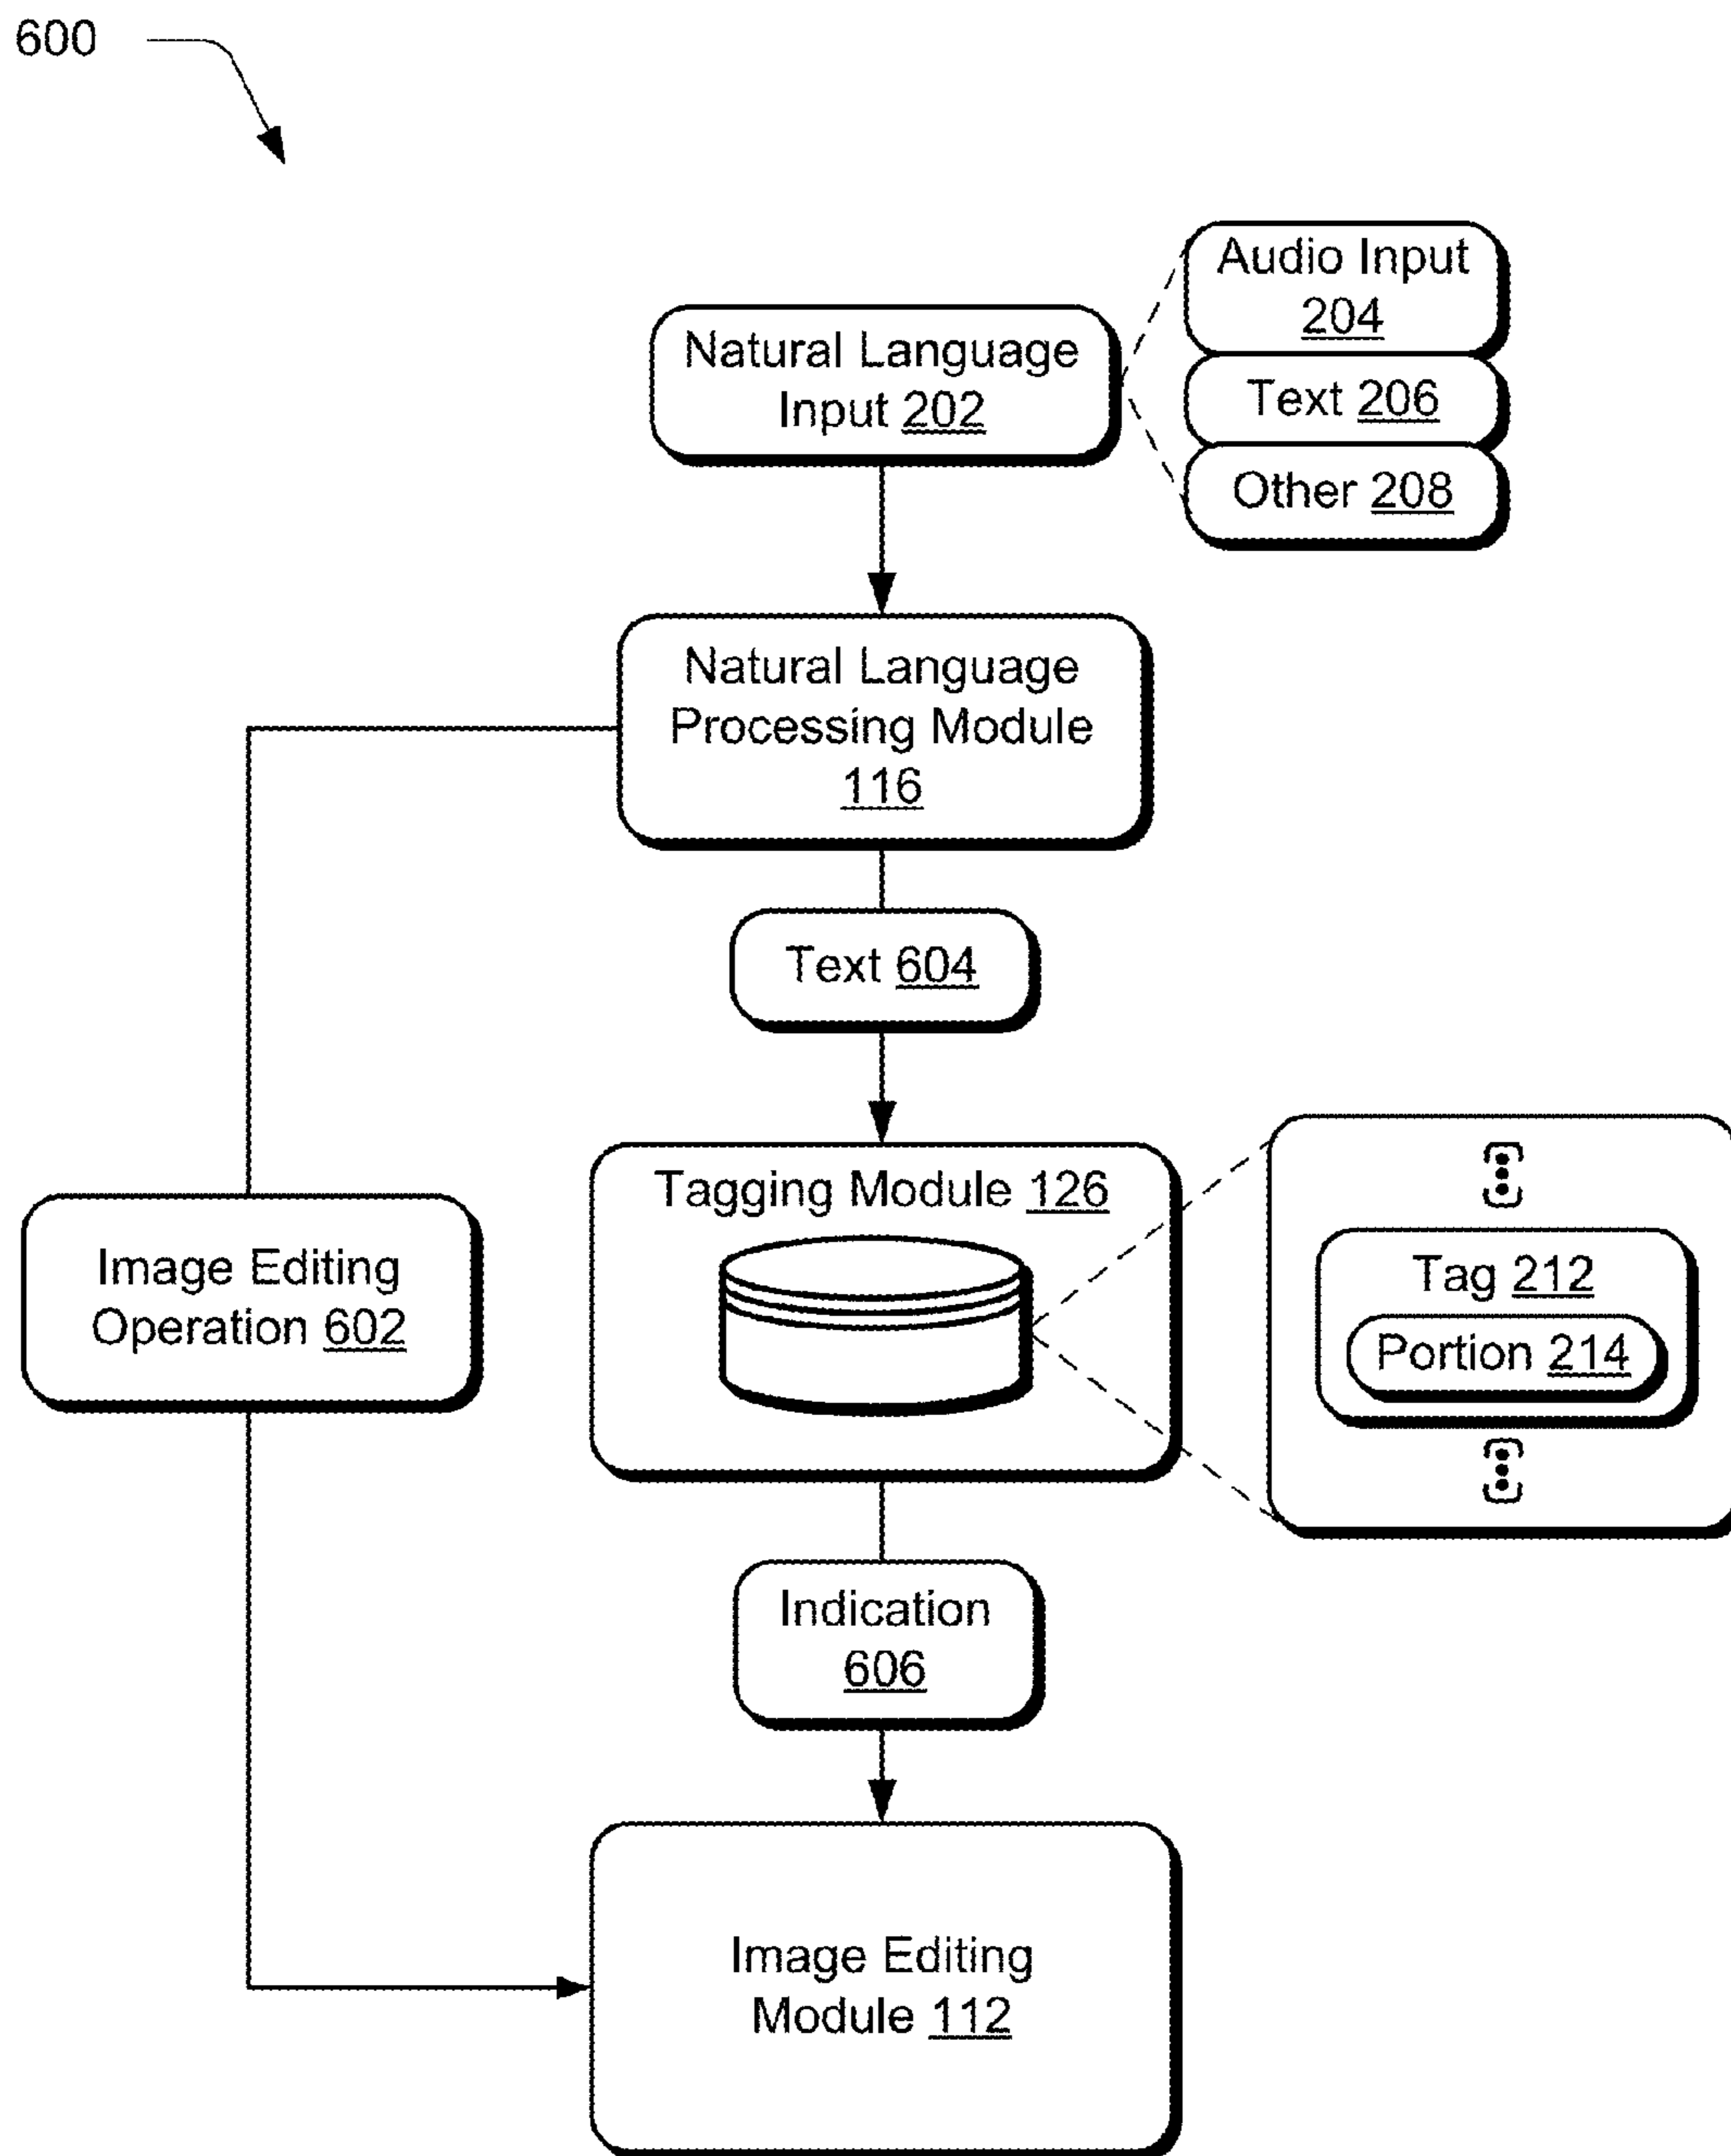 600
Audio Input
204
Natural Language
Input 202
Text 206
Other 208
Natural Language
Processing Module
116
Text 604
Tagging Module 126
Image Editing
Operation 602
Tag 212
Portion 214
Indication
606
Image Editing
Module 112